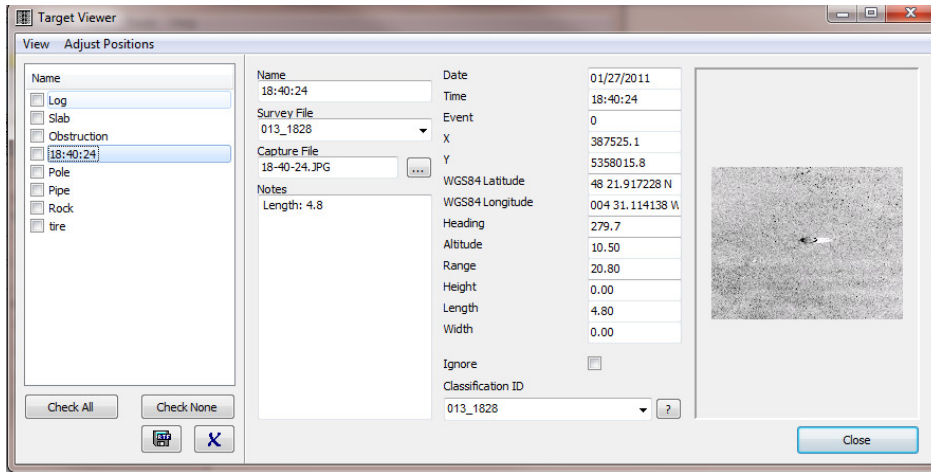 Target Viewer
View Adjust Positions
Name
Log
Slab
Obstruction
18:40:24
Pole
Pipe
Rock
tire
Check All
Check None
RTF
X
Name
18:40:24
Survey File
013_1828
Capture File
18-40-24.JPG
...
Notes
Length: 4.8
Date 01/27/2011
Time 18:40:24
Event 0
X 387525.1
Y 5358015.8
WGS84 Latitude 48 21.917228 N
WGS84 Longitude 004 31.114138 W
Heading 279.7
Altitude 10.50
Range 20.80
Height 0.00
Length 4.80
Width 0.00
Ignore
Classification ID
013_1828
?
Close